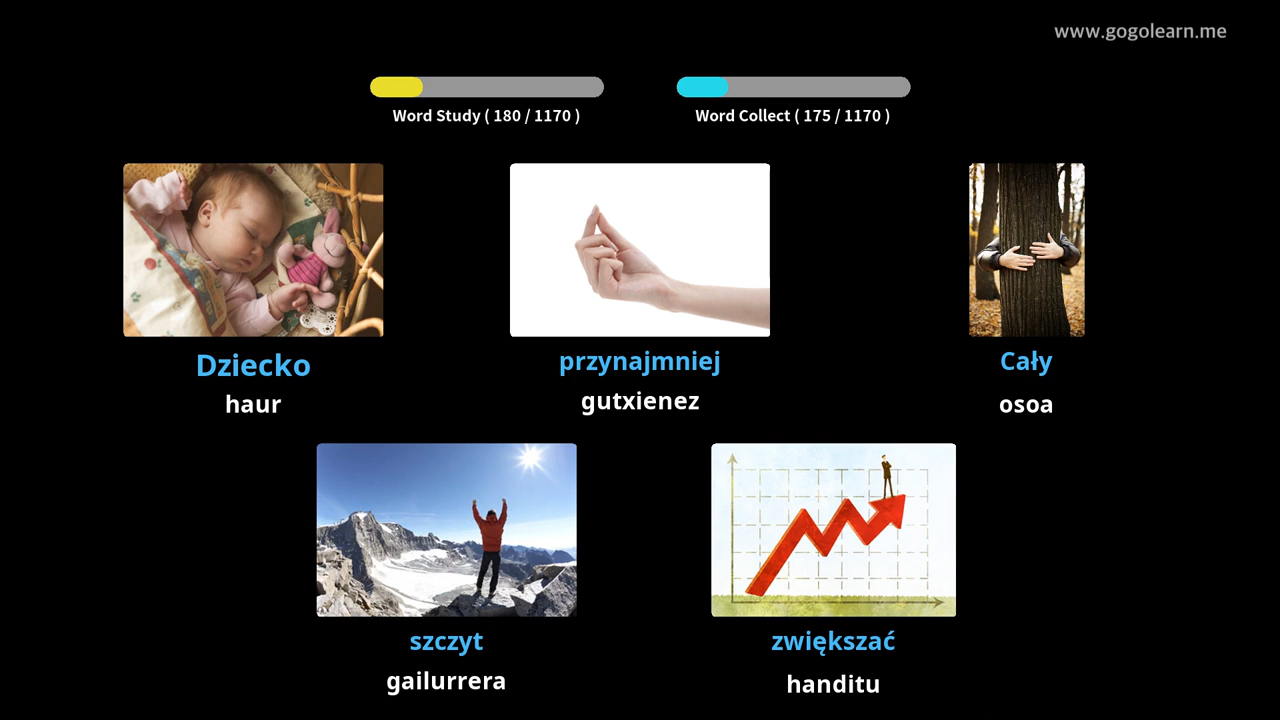 www.gogolearn.me
Word Study ( 180 / 1170 )
Word Collect ( 175 / 1170 )
Dziecko
haur
przynajmniej
gutxienez
Cały
osoa
szczyt
gailurrera
zwiększać
handitu